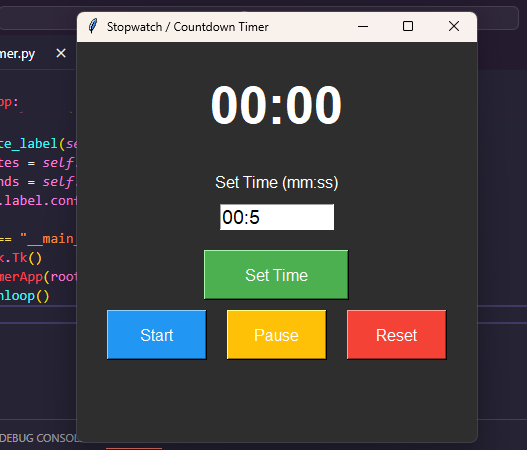 Stopwatch / Countdown Timer
mer.py
00:00
pp:
te_label(se
Set Time (mm:ss)
tes = self.
nds = self.
.label.conf
00:5
== "__main_
Set Time
k.Tk()
merApp(root
nloop()
Start Pause Reset
DEBUG CONSOL